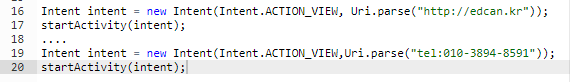 16 Intent intent = new Intent(Intent.ACTION_VIEW, Uri.parse("http://edcan.kr"));
17 startActivity(intent);
18 ....
19 Intent intent = new Intent(Intent.ACTION_VIEW,Uri.parse("tel:010-3894-8591"));
20 startActivity(intent);